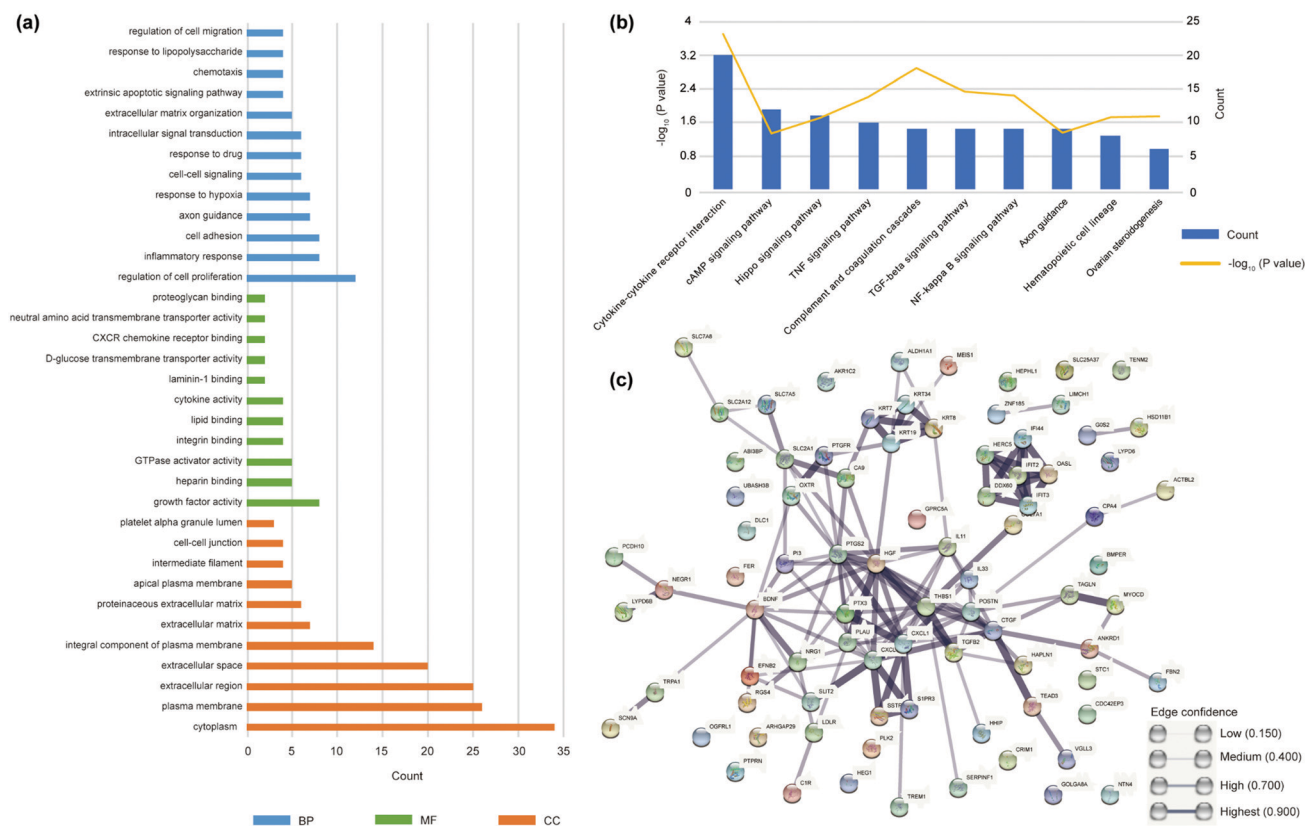 (a)
regulation of cell migration
response to lipopolysaccharide
chemotaxis
extrinsic apoptotic signaling pathway
extracellular matrix organization
intracellular signal transduction
response to drug
cell-cell signaling
response to hypoxia
axon guidance
cell adhesion
inflammatory response
regulation of cell proliferation
proteoglycan binding
neutral amino acid transmembrane transporter activity
CXCR chemokine receptor binding
D-glucose transmembrane transporter activity
laminin-1 binding
cytokine activity
lipid binding
integrin binding
GTPase activator activity
heparin binding
growth factor activity
platelet alpha granule lumen
cell-cell junction
intermediate filament
apical plasma membrane
proteinaceous extracellular matrix
extracellular matrix
integral component of plasma membrane
extracellular space
extracellular region
plasma membrane
cytoplasm
0 5 10 15 20 25 30 35
Count
BP MF CC
(b)
4
3.2
2.4
1.6
0.8
0
-log₁₀ (P value)
25
20
15
10
5
0
Count
Cytokine-cytokine receptor interaction
cAMP signaling pathway
Hippo signaling pathway
TNF signaling pathway
Complement and coagulation cascades
TGF-beta signaling pathway
NF-kappa B signaling pathway
Axon guidance
Hematopoietic cell lineage
Ovarian steroidogenesis
Count
-log₁₀ (P value)
(c)
SLC7A6
ALDH1A1
MEIS1
AKR1C2
HEPHL1
SLC25A37
TENM2
SLC2A12
SLC7A5
KRT7
KRT34
KRT8
KRT19
ZNF185
LIMCH1
G0S2
HSD11B1
ABI3BP
SLC2A1
PTGFR
CA9
HERC5
IFI44
IFIT2
OASL
DDX60
IFIT3
LYPD6
UBASH3B
OXTR
ACTBL2
CPA4
DLC1
GPRC5A
PCDH10
NEGR1
FER
PI3
PTGS2
HGF
IL11
IL33
BMPER
LYPD6B
BDNF
PTX3
THBS1
POSTN
TAGLN
MYOCD
PLAU
CXCL1
CTGF
NRG1
TGFB2
HAPLN1
ANKRD1
FBN2
TRPA1
EFNB2
STC1
SCN9A
RGS4
SLIT2
S1PR3
TEAD3
CDC42EP3
OGFRL1
ARHGAP29
LDLR
PLK2
HHIP
VGLL3
PTPRN
C1R
HEG1
TREM1
SERPINF1
CRIM1
GOLGA8A
NTN4
Edge confidence
Low (0.150)
Medium (0.400)
High (0.700)
Highest (0.900)